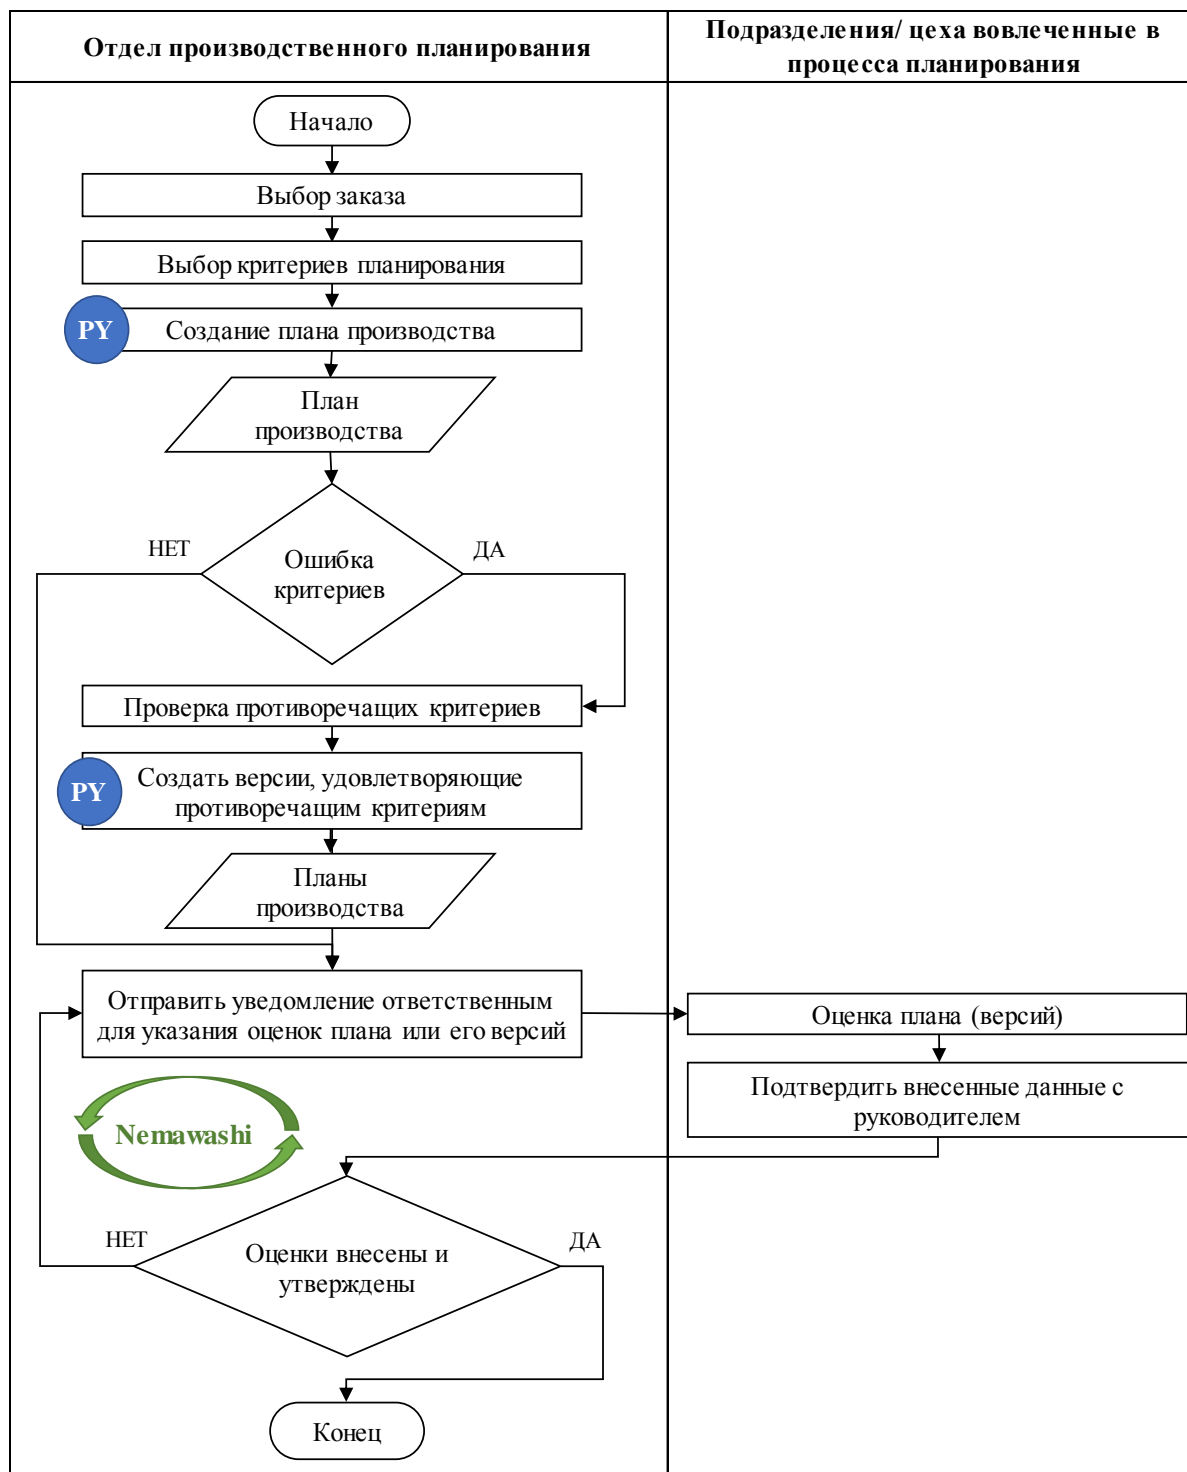 Отдел производственного планирования
Подразделения/ цеха вовлеченные в
процесса планирования
Начало
Выбор заказа
Выбор критериев планирования
PY
Создание плана производства
План
производства
НЕТ
ДА
Ошибка
критериев
Проверка противоречащих критериев
PY
Создать версии, удовлетворяющие
противоречащим критериям
Планы
производства
Отправить уведомление ответственным
для указания оценок плана или его версий
Оценка плана (версий)
Подтвердить внесенные данные с
руководителем
Nemawashi
НЕТ
ДА
Оценки внесены и
утверждены
Конец